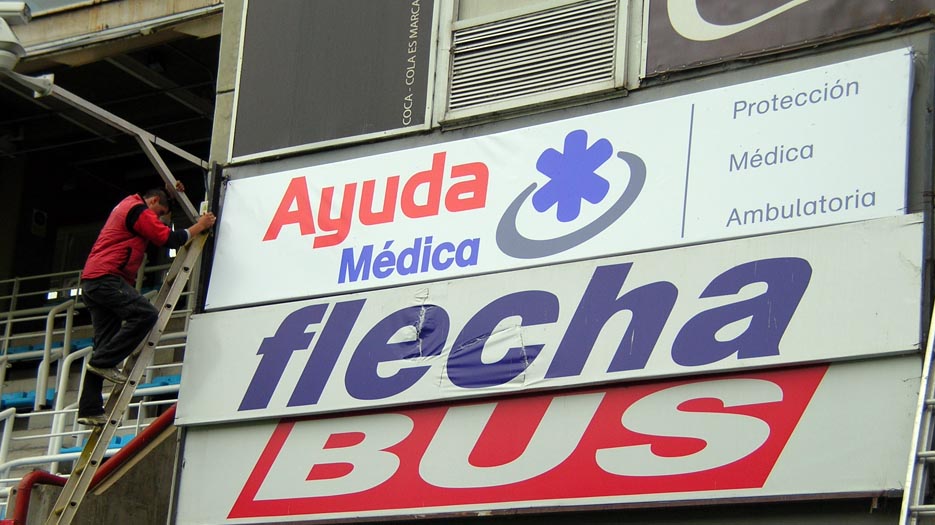 COCA - COLA ES MARCA
Ayuda
Médica
Protección
Médica
Ambulatoria
flecha
BUS